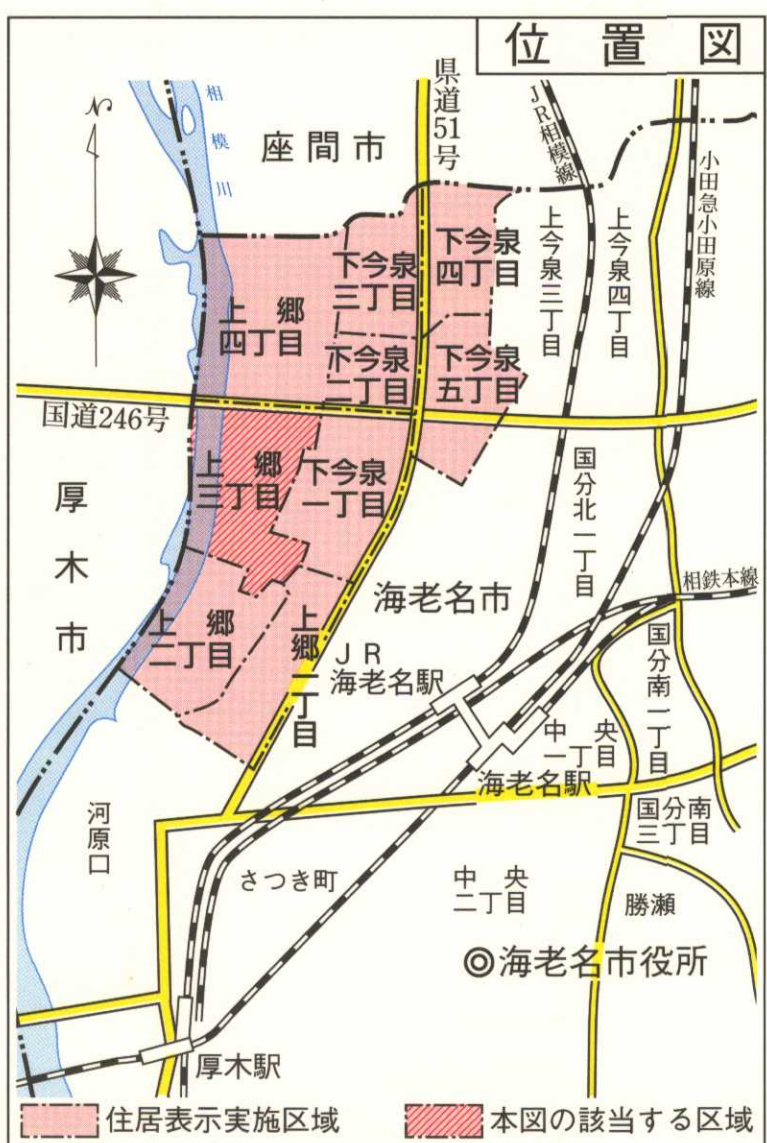 位置図
相模川
座間市
県道51号
JR相模線
小田急小田原線
上今泉三丁目
上今泉四丁目
下今泉
三丁目
下今泉
四丁目
上郷
四丁目
下今泉
二丁目
下今泉
五丁目
国道246号
上郷
三丁目
下今泉
一丁目
厚木市
国分北一丁目
海老名市
相鉄本線
上郷
二丁目
上郷一丁目
JR
海老名駅
国分南一丁目
中央
一丁目
海老名駅
国分南
三丁目
河原口
さつき町
中央
二丁目
勝瀬
◎海老名市役所
厚木駅
住居表示実施区域
本図の該当する区域
N